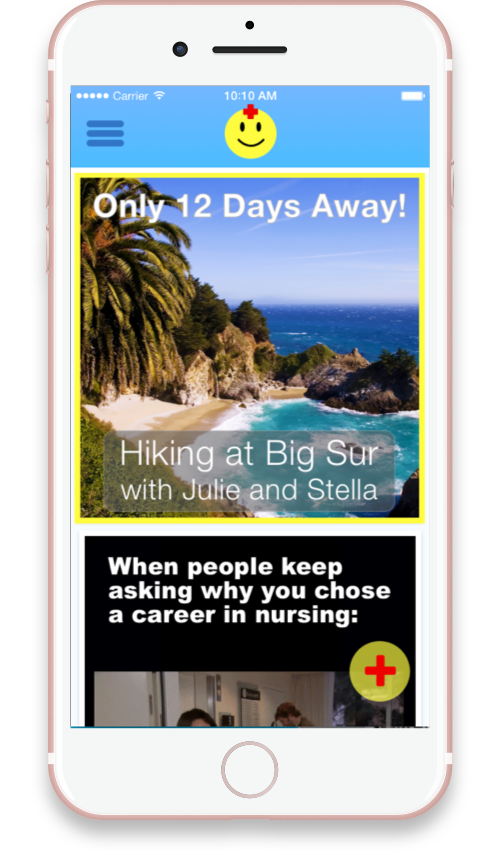 Carrier
10:10 AM
Only 12 Days Away!
Hiking at Big Sur
with Julie and Stella
When people keep
asking why you chose
a career in nursing: